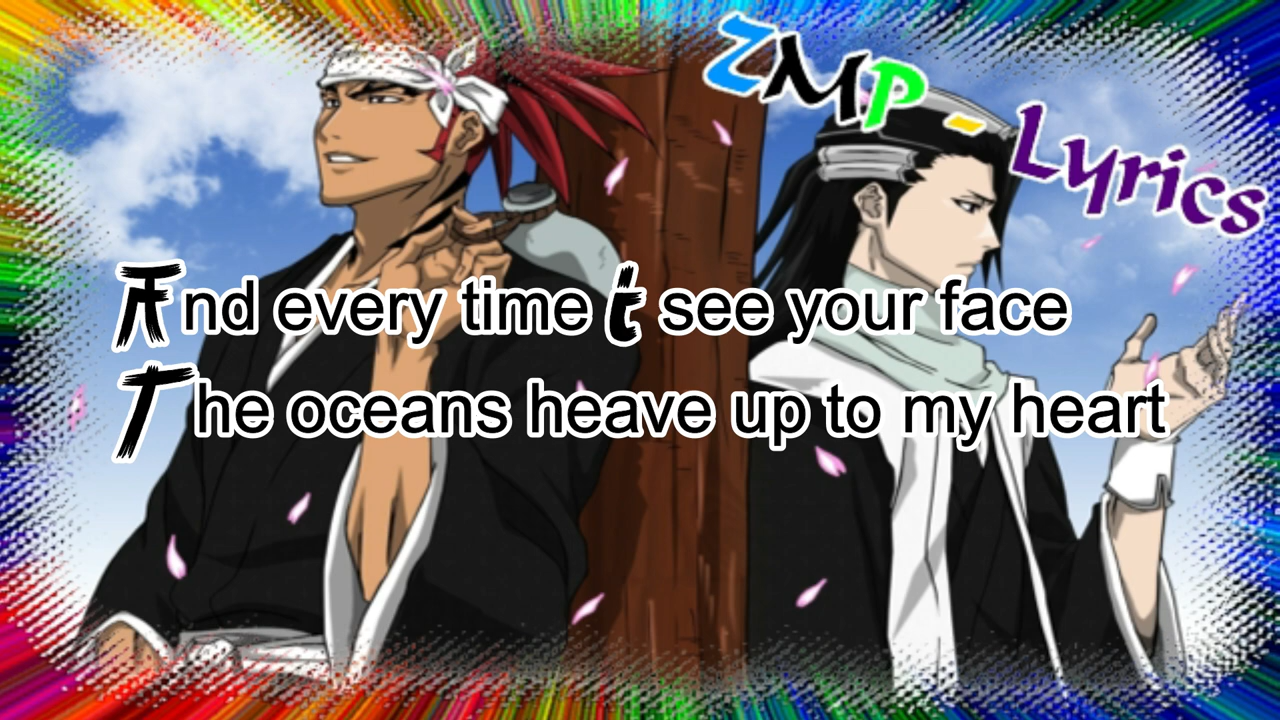 ZMP - Lyrics
And every time I see your face
The oceans heave up to my heart